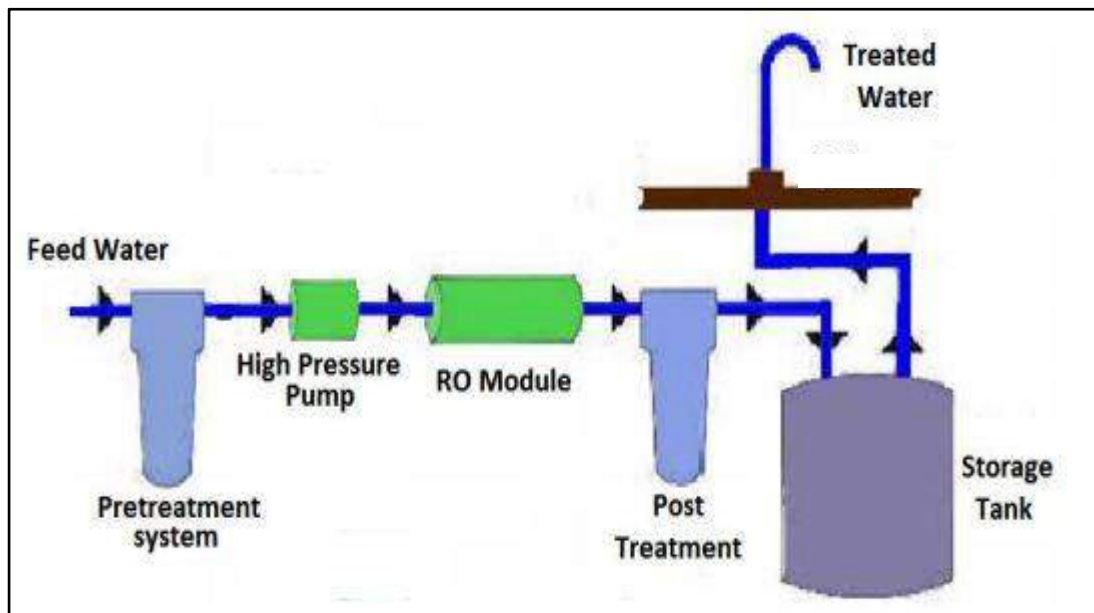 Treated
Water
Feed Water
High Pressure
Pump
RO Module
Pretreatment
system
Post
Treatment
Storage
Tank